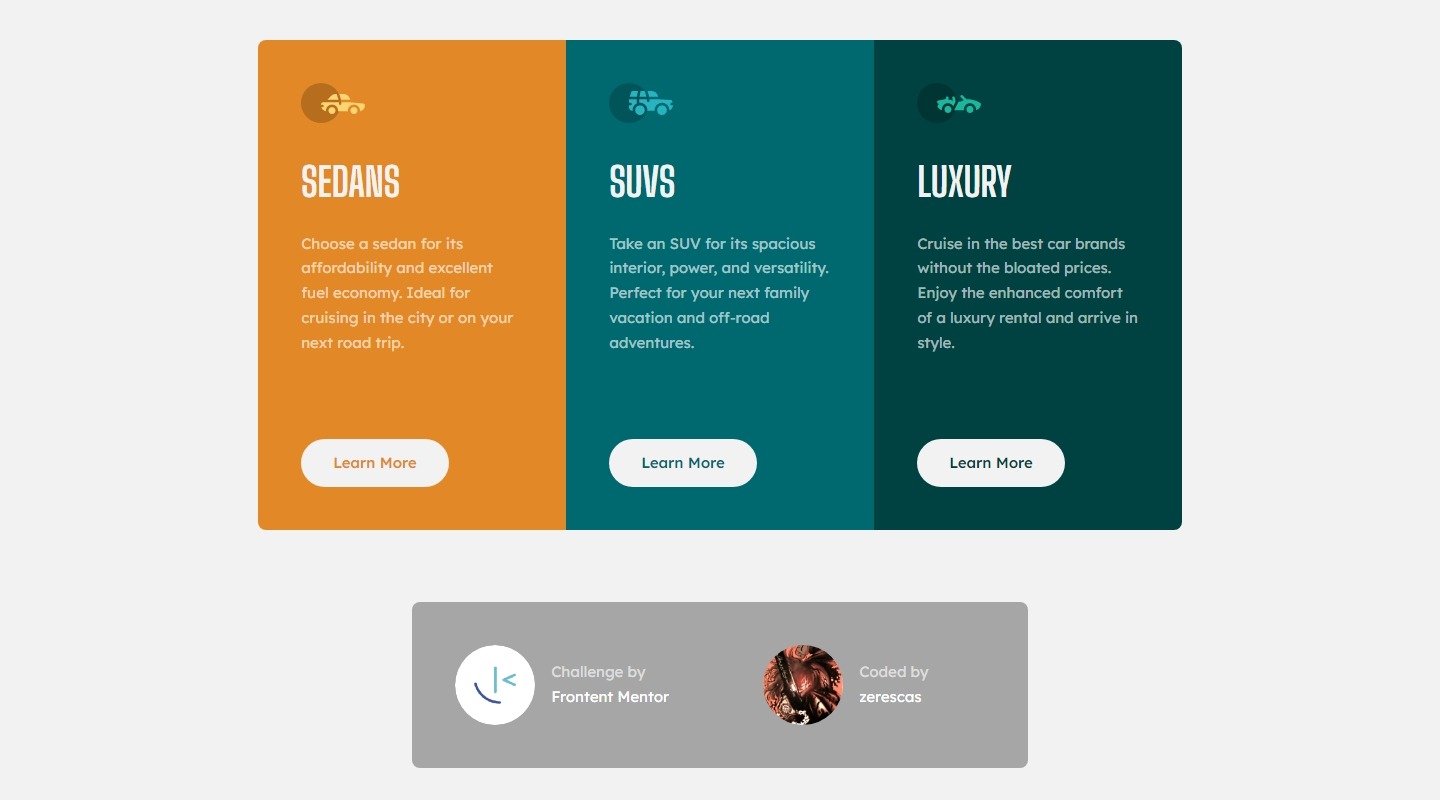 SEDANS
Choose a sedan for its
affordability and excellent
fuel economy. Ideal for
cruising in the city or on your
next road trip.
Learn More
SUVS
Take an SUV for its spacious
interior, power, and versatility.
Perfect for your next family
vacation and off-road
adventures.
Learn More
LUXURY
Cruise in the best car brands
without the bloated prices.
Enjoy the enhanced comfort
of a luxury rental and arrive in
style.
Learn More
Challenge by
Frontent Mentor
Coded by
zerescas